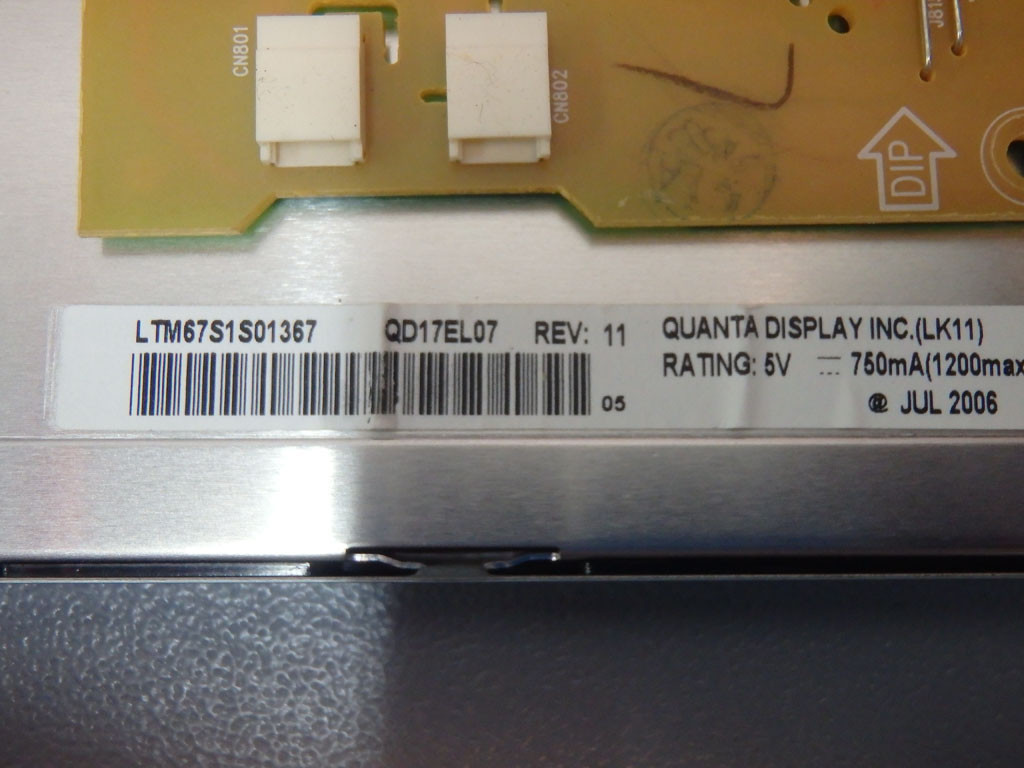 CN801
CN802
DIP
LTM67S1S01367 QD17EL07 REV: 11
05
QUANTA DISPLAY INC.(LK11)
RATING: 5V ⎓ 750mA(1200max
@ JUL 2006